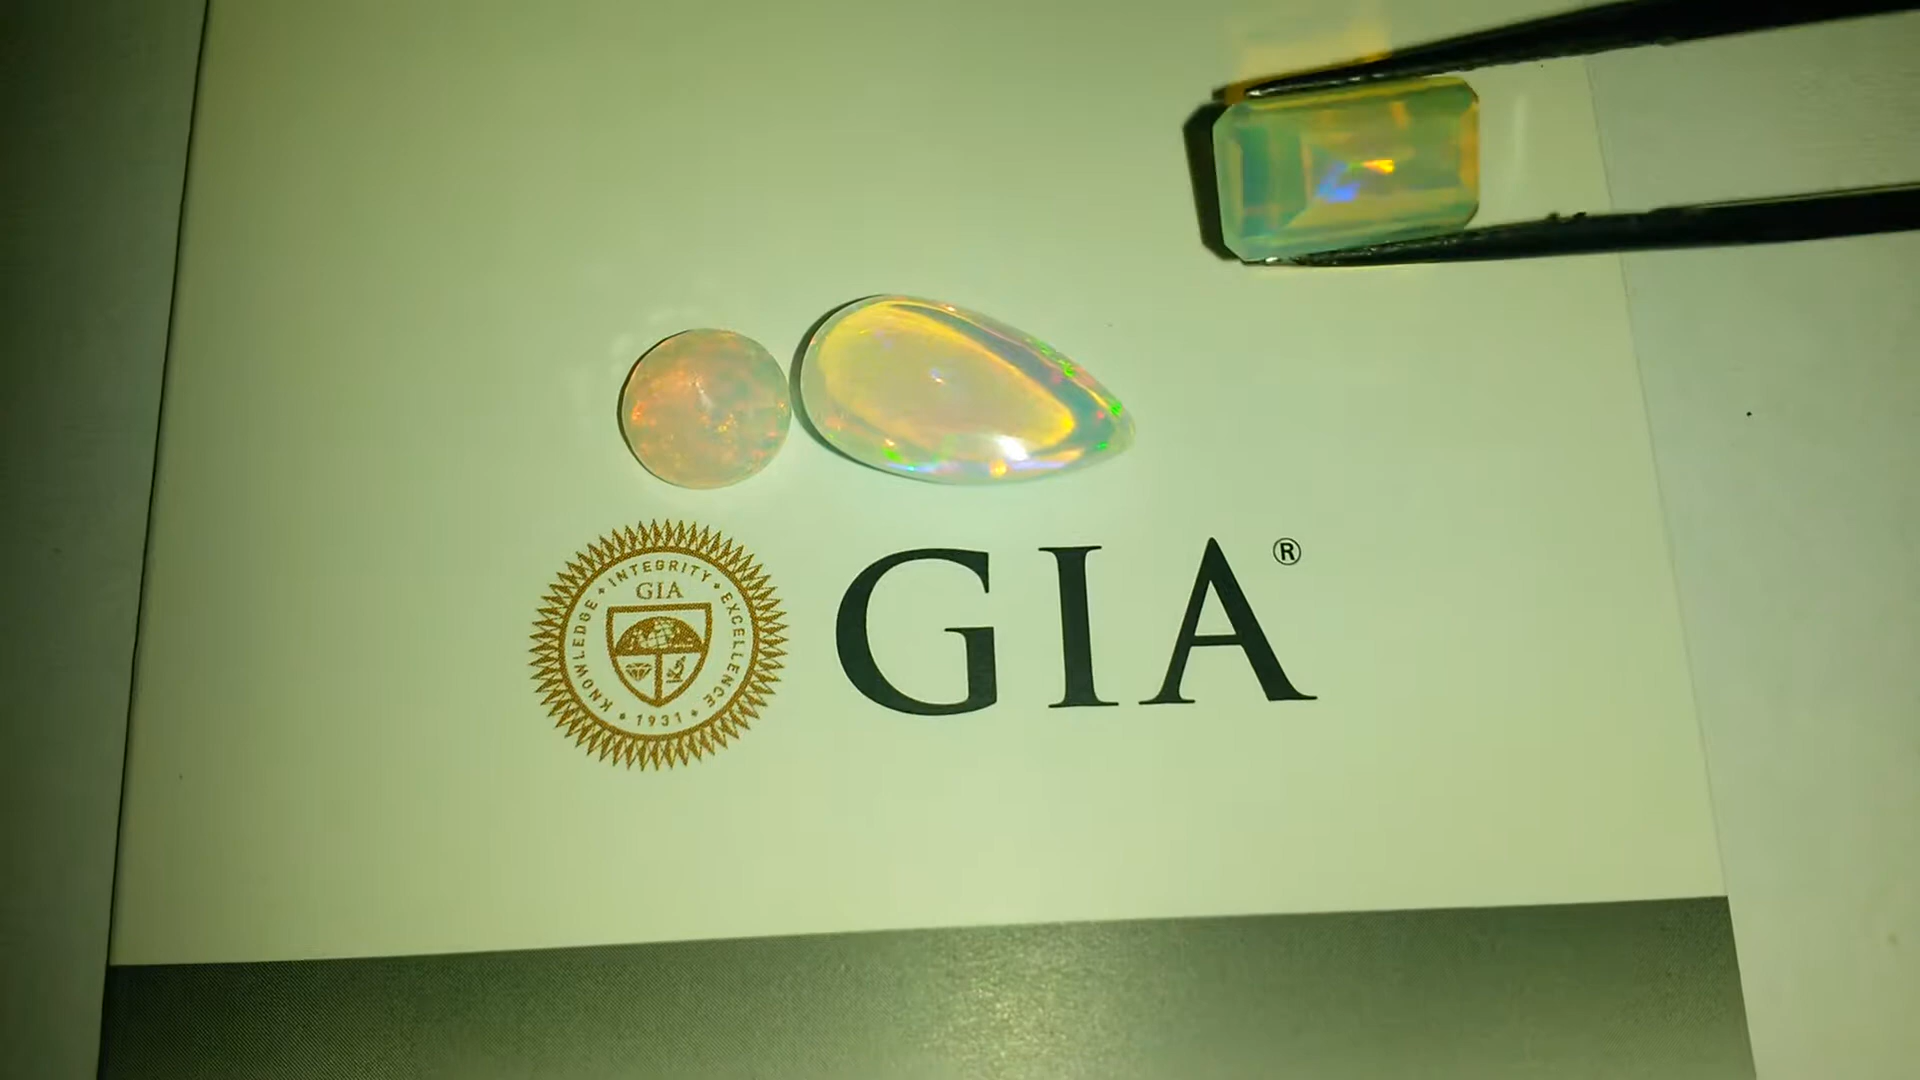 KNOWLEDGE • INTEGRITY • EXCELLENCE • 1931 •
GIA
GIA®